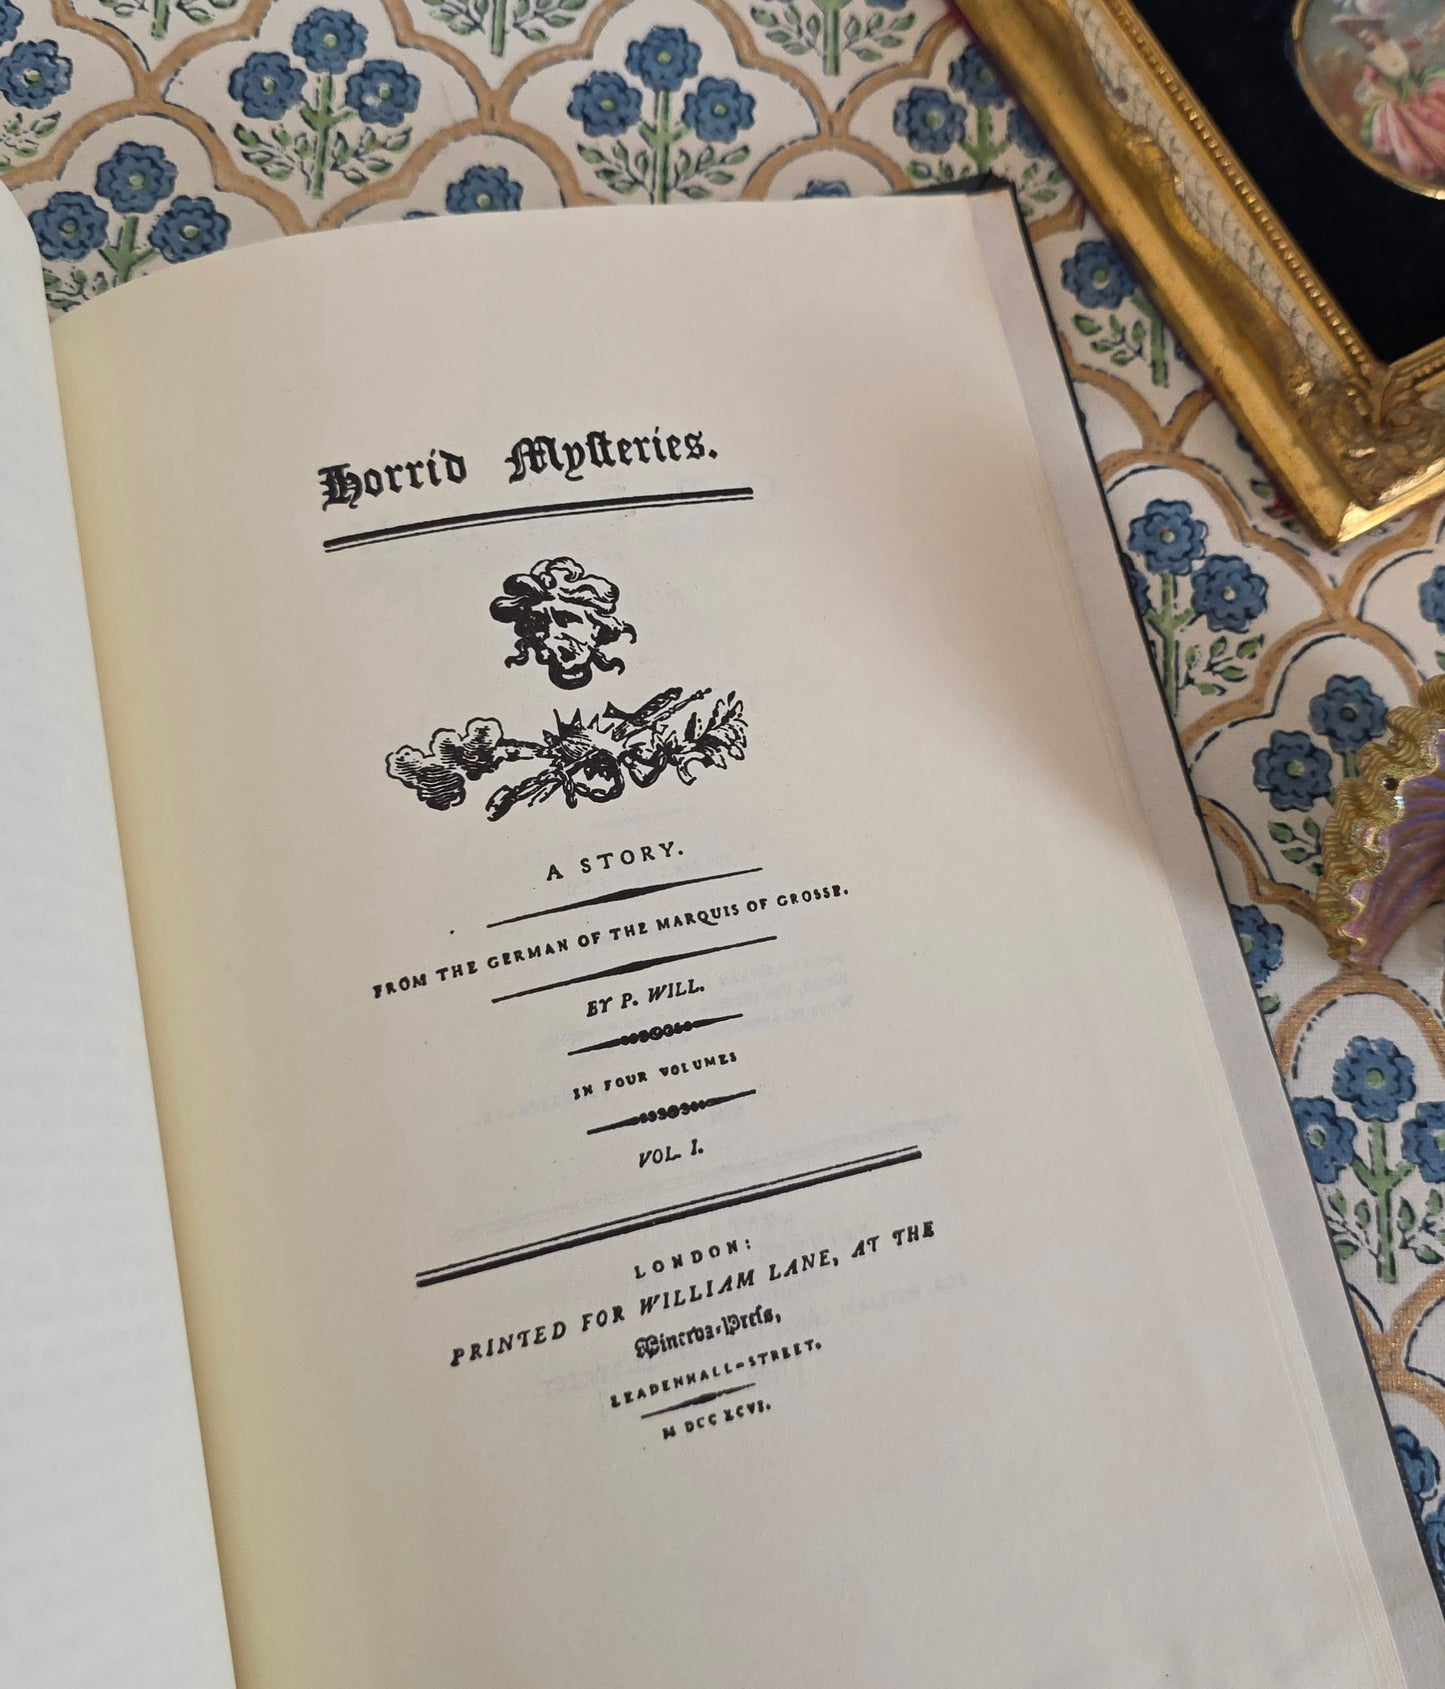 Horrid Myſteries.
A STORY.
FROM THE GERMAN OF THE MARQUIS OF GROSSE.
BY P. WILL.
IN FOUR VOLUMES
VOL. I.
LONDON:
PRINTED FOR WILLIAM LANE, AT THE
Minerva-Preſs,
LEADENHALL-STREET.
M DCC XCVI.